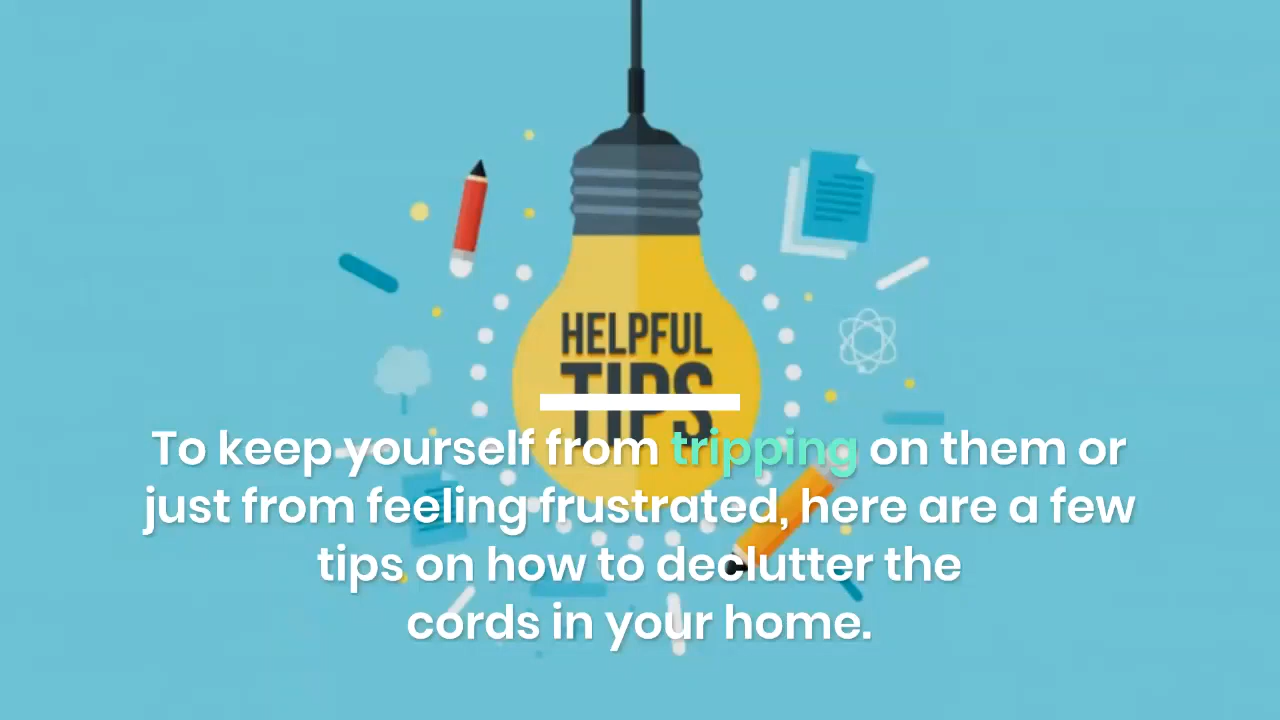 HELPFUL
TIPS
To keep yourself from tripping on them or
just from feeling frustrated, here are a few
tips on how to declutter the
cords in your home.